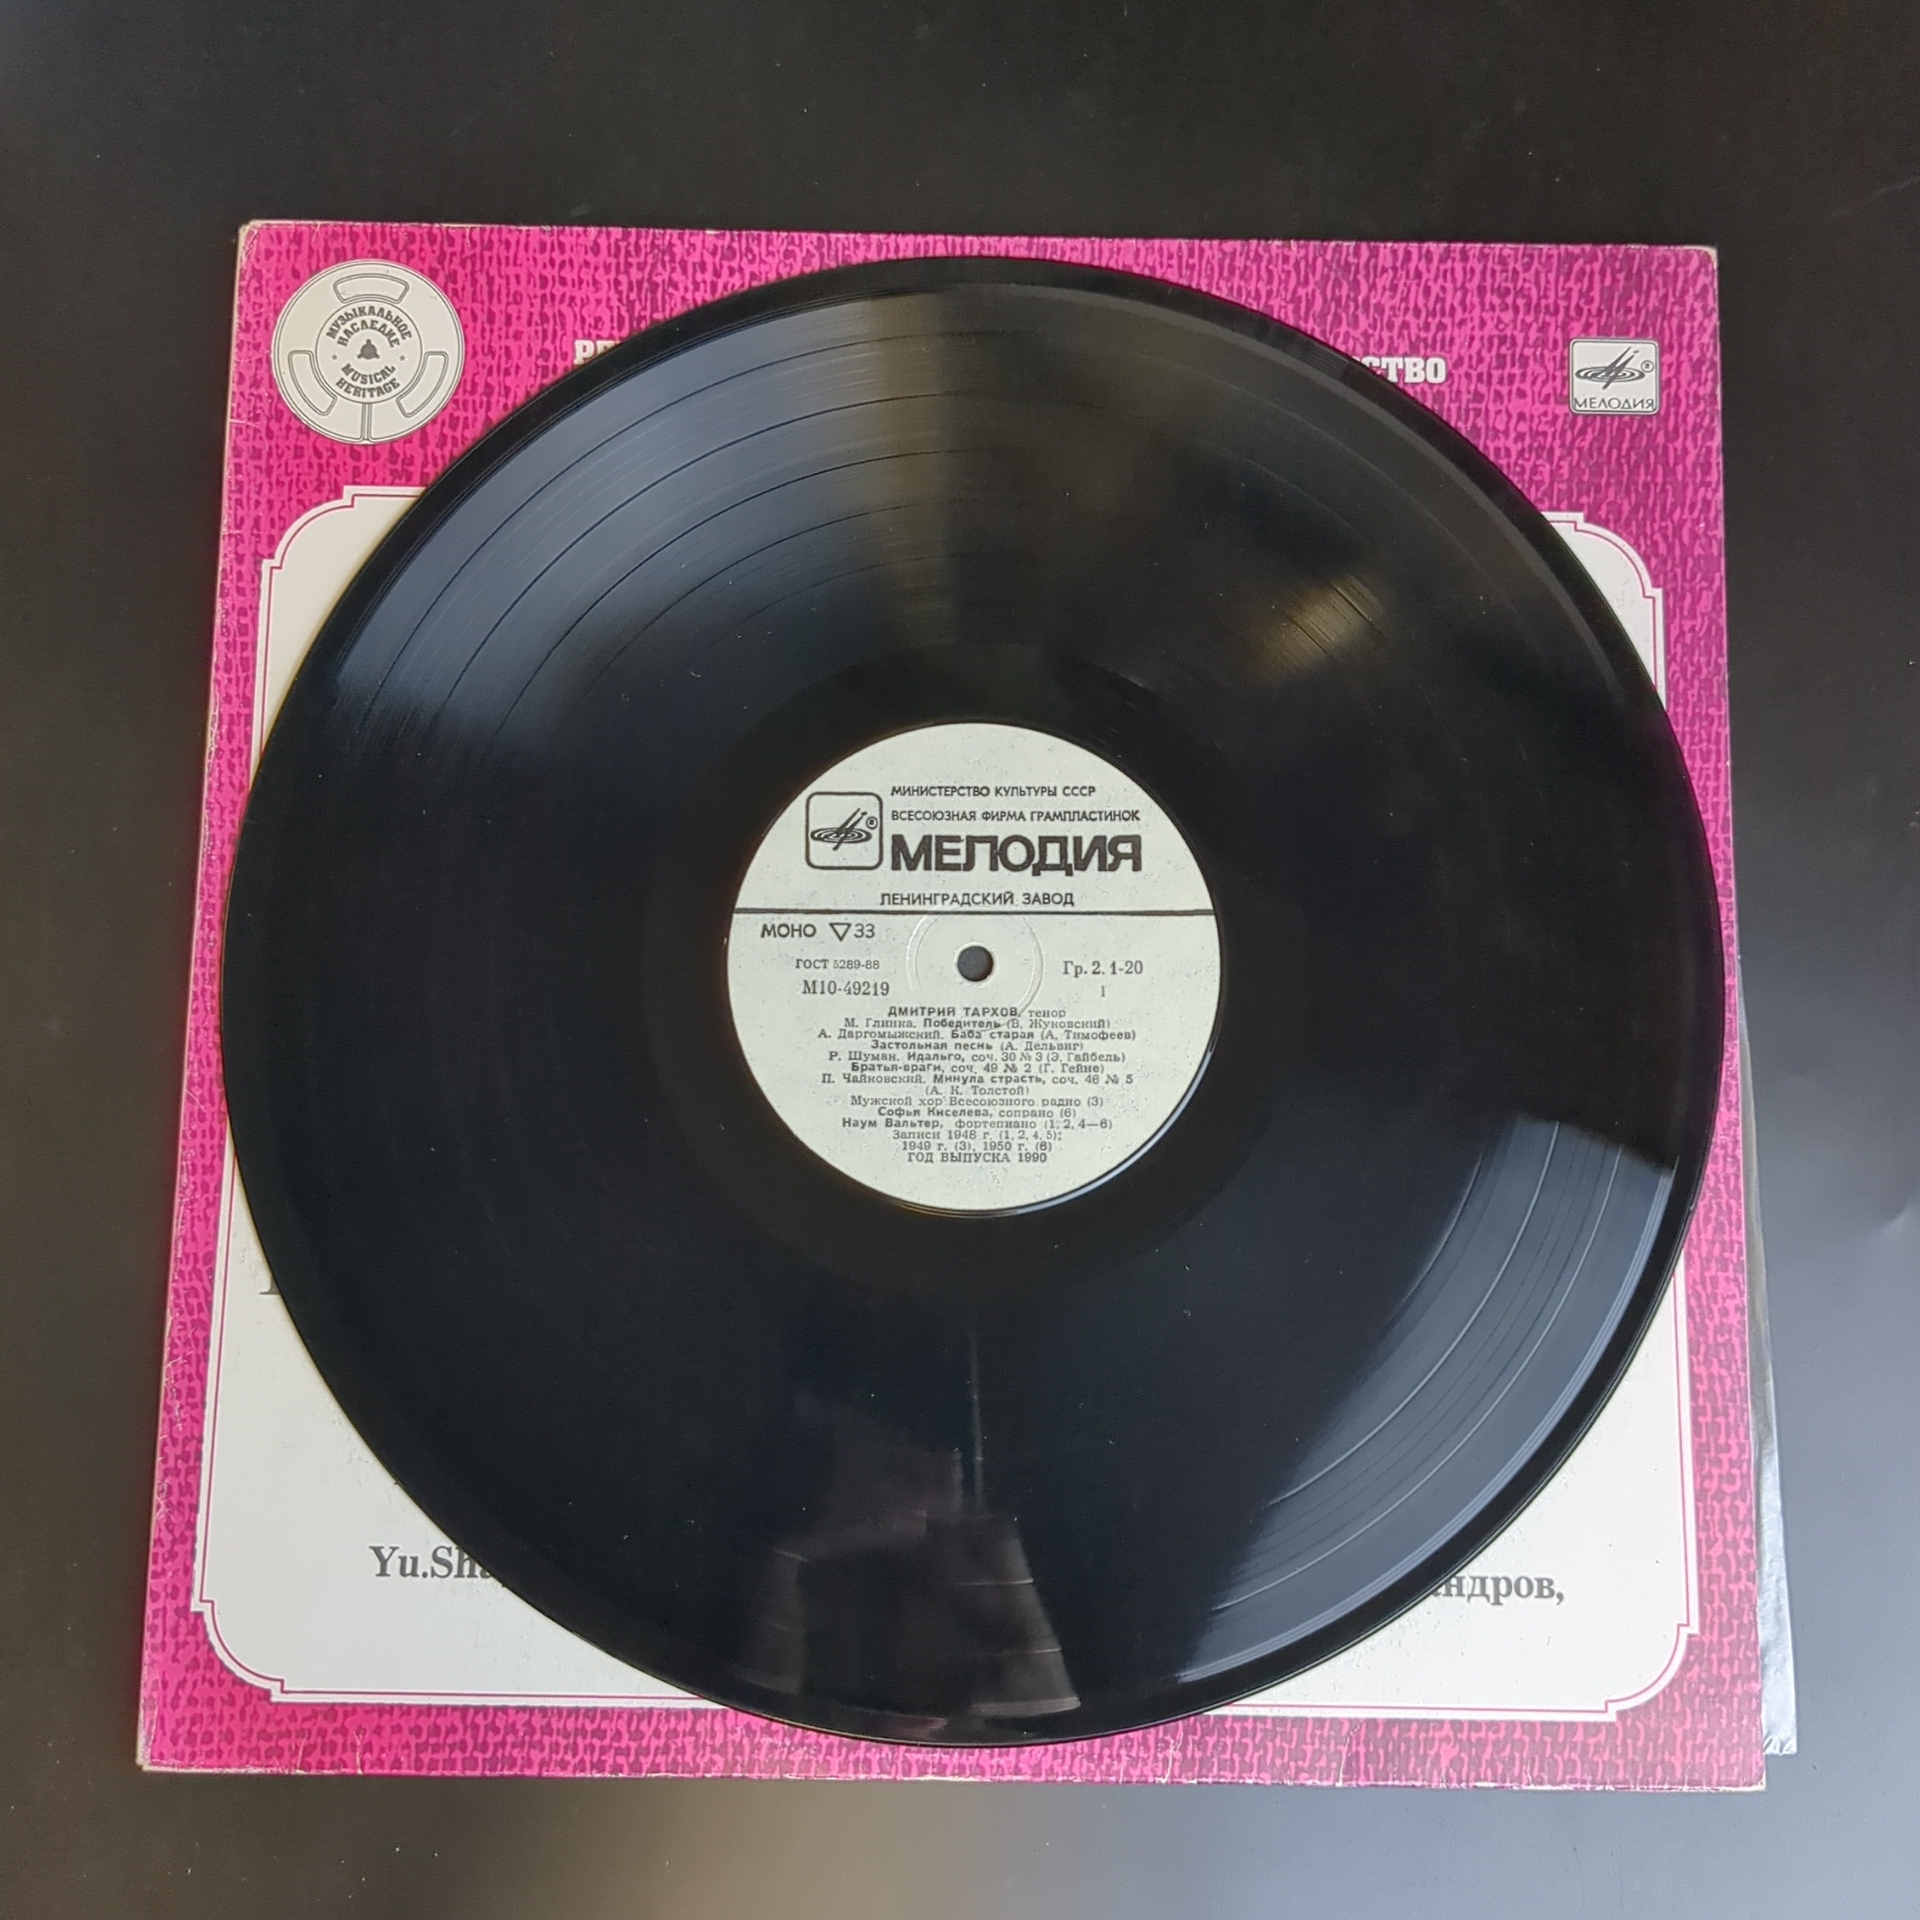 МУЗЫКАЛЬНОЕ
НАСЛЕДИЕ
MUSICAL
HERITAGE
СТВО
МЕЛОДИЯ
МИНИСТЕРСТВО КУЛЬТУРЫ СССР
ВСЕСОЮЗНАЯ ФИРМА ГРАМПЛАСТИНОК
МЕЛОДИЯ
ЛЕНИНГРАДСКИЙ ЗАВОД
МОНО ▽33
ГОСТ 5289-88
Гр. 2. 1-20
М10-49219
1
ДМИТРИЙ ТАРХОВ, тенор
М. Глинка. Победитель (В. Жуковский)
А. Даргомыжский. Баба старая (А. Тимофеев)
Застольная песнь (А. Дельвиг)
Р. Шуман. Идальго, соч. 30 № 3 (Э. Гайбель)
Братья-враги, соч. 49 № 2 (Г. Гейне)
П. Чайковский. Минула страсть, соч. 46 № 5
(А. К. Толстой)
Мужской хор Всесоюзного радио (3)
Софья Киселева, сопрано (6)
Наум Вальтер, фортепиано (1, 2, 4—6)
Записи 1948 г. (1, 2, 4, 5);
1949 г. (3), 1950 г. (6)
ГОД ВЫПУСКА 1990
Yu.Sha
ндров,